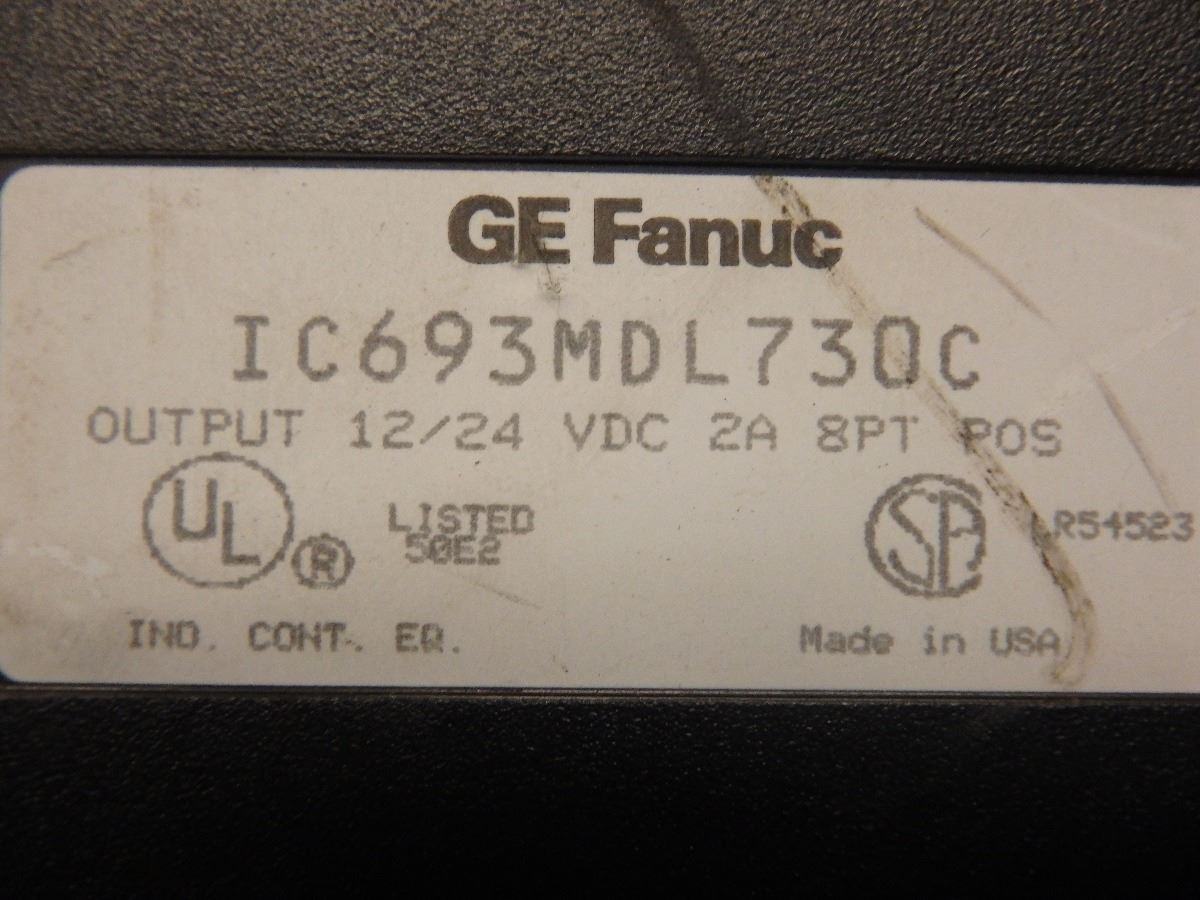 GE Fanuc
IC693MDL730C
OUTPUT 12/24 VDC 2A 8PT POS
UL ® LISTED 50E2
SA LR54523
IND. CONT. EQ.
Made in USA